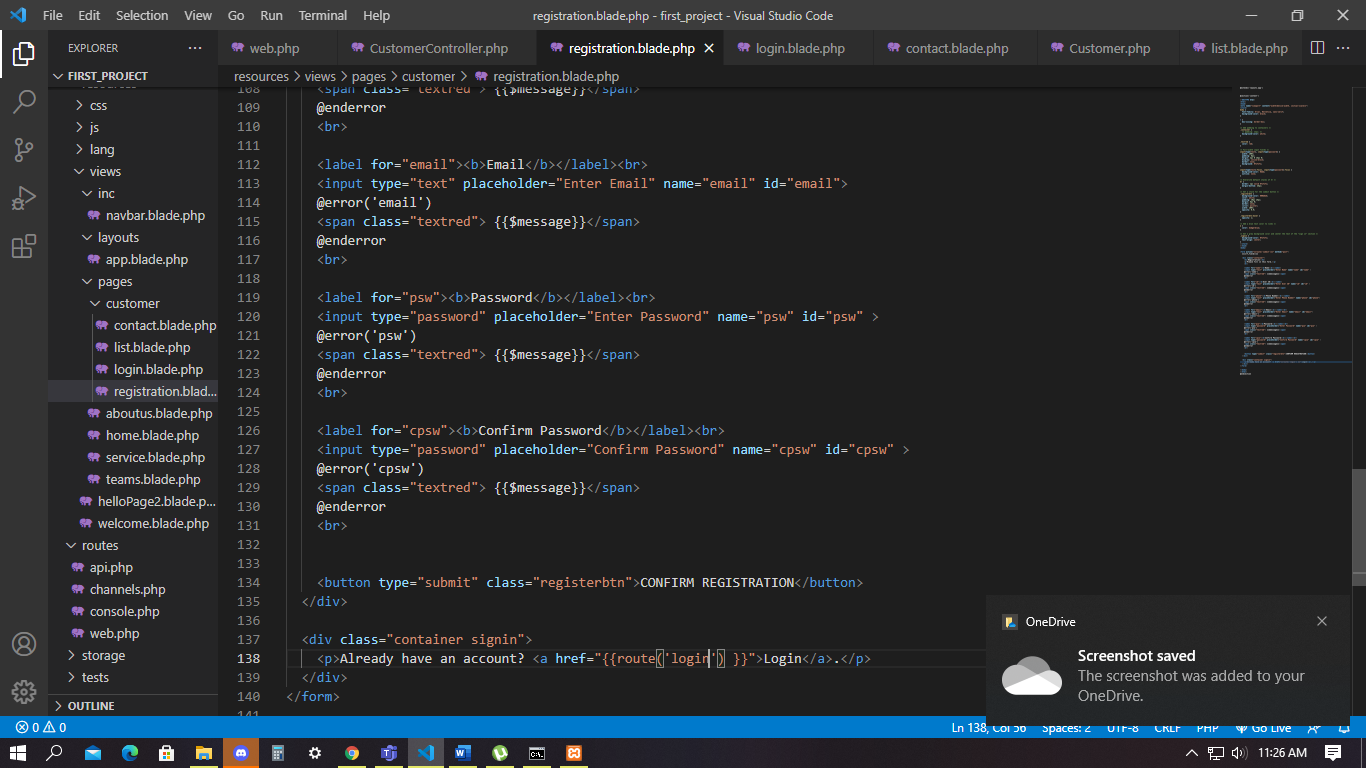 File Edit Selection View Go Run Terminal Help
registration.blade.php - first_project - Visual Studio Code
EXPLORER
web.php CustomerController.php registration.blade.php login.blade.php contact.blade.php Customer.php list.blade.php
resources > views > pages > customer > registration.blade.php
FIRST_PROJECT
resources
css
js
lang
views
inc
navbar.blade.php
layouts
app.blade.php
pages
customer
contact.blade.php
list.blade.php
login.blade.php
registration.blad...
aboutus.blade.php
home.blade.php
service.blade.php
teams.blade.php
helloPage2.blade.p...
welcome.blade.php
routes
api.php
channels.php
console.php
web.php
storage
tests
OUTLINE
108 <span class="textred"> {{$message}}</span>
109 @enderror
110 <br>
111
112 <label for="email"><b>Email</b></label><br>
113 <input type="text" placeholder="Enter Email" name="email" id="email">
114 @error('email')
115 <span class="textred"> {{$message}}</span>
116 @enderror
117 <br>
118
119 <label for="psw"><b>Password</b></label><br>
120 <input type="password" placeholder="Enter Password" name="psw" id="psw" >
121 @error('psw')
122 <span class="textred"> {{$message}}</span>
123 @enderror
124 <br>
125
126 <label for="cpsw"><b>Confirm Password</b></label><br>
127 <input type="password" placeholder="Confirm Password" name="cpsw" id="cpsw" >
128 @error('cpsw')
129 <span class="textred"> {{$message}}</span>
130 @enderror
131 <br>
132
133
134 <button type="submit" class="registerbtn">CONFIRM REGISTRATION</button>
135 </div>
136
137 <div class="container signin">
138 <p>Already have an account? <a href="{{route('login') }}">Login</a>.</p>
139 </div>
140 </form>
141
OneDrive
Screenshot saved
The screenshot was added to your
OneDrive.
0 0 Ln 138, Col 56 Spaces: 2 UTF-8 CRLF PHP Go Live
11:26 AM